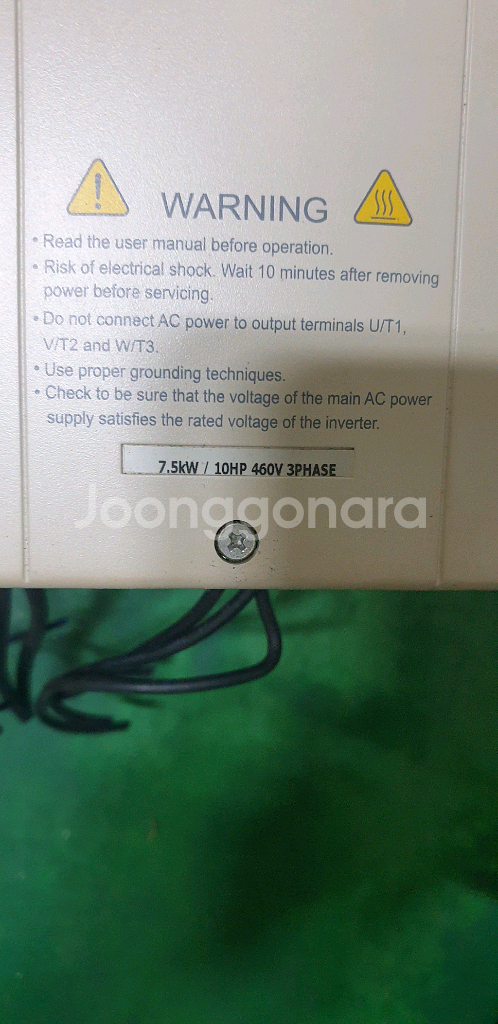 WARNING
• Read the user manual before operation.
• Risk of electrical shock. Wait 10 minutes after removing
power before servicing.
• Do not connect AC power to output terminals U/T1,
V/T2 and W/T3.
• Use proper grounding techniques.
• Check to be sure that the voltage of the main AC power
supply satisfies the rated voltage of the inverter.
7.5kW / 10HP 460V 3PHASE
Joonggonara